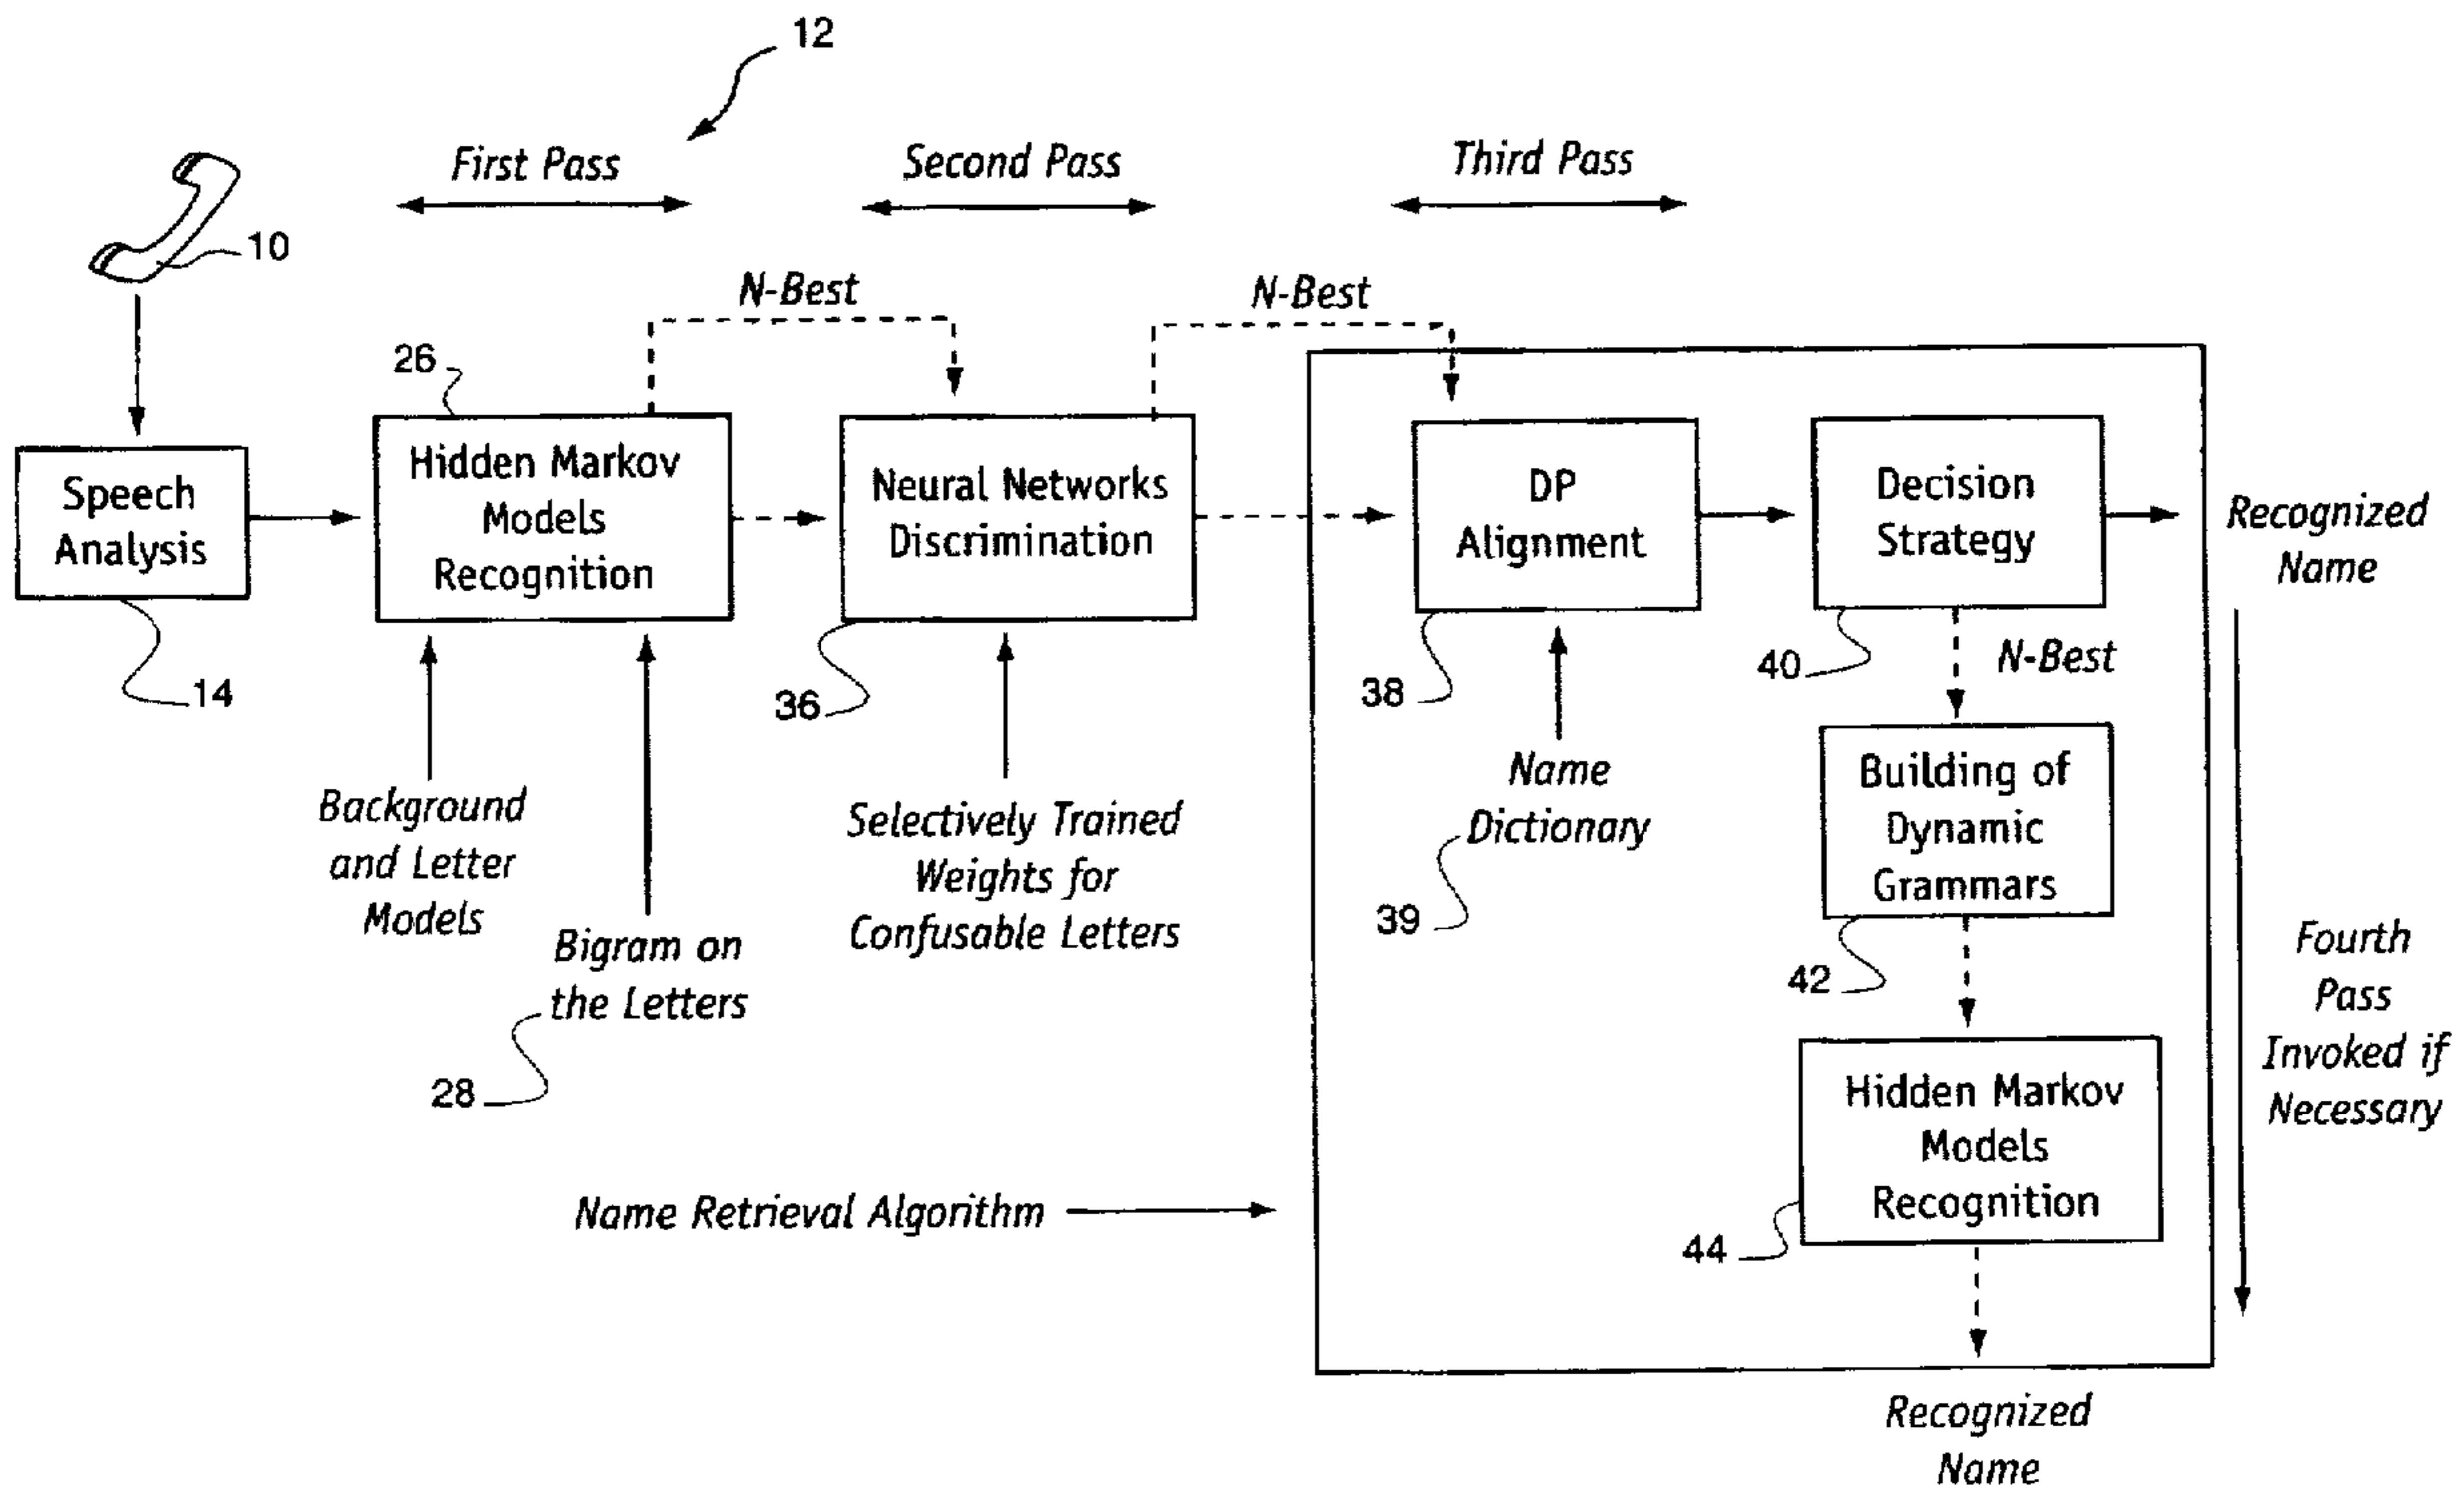 12
First Pass
Second Pass
Third Pass
10
N-Best
N-Best
26
Speech
Analysis
14
Hidden Markov
Models
Recognition
Neural Networks
Discrimination
36
DP
Alignment
38
Decision
Strategy
40
Recognized
Name
N-Best
Background
and Letter
Models
Bigram on
the Letters
28
Selectively Trained
Weights for
Confusable Letters
Name
Dictionary
39
Building of
Dynamic
Grammars
42
Fourth
Pass
Invoked if
Necessary
Hidden Markov
Models
Recognition
44
Name Retrieval Algorithm
Recognized
Name